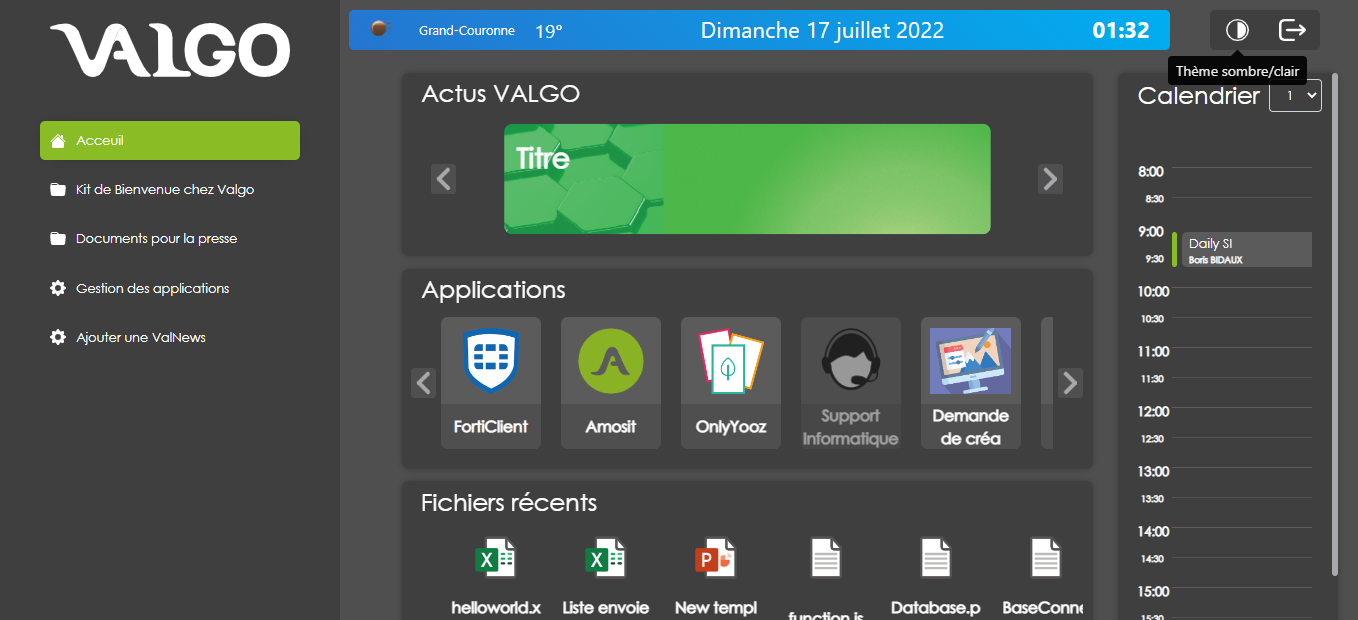 VALGO
Acceuil
Kit de Bienvenue chez Valgo
Documents pour la presse
Gestion des applications
Ajouter une ValNews
Grand-Couronne 19° Dimanche 17 juillet 2022 01:32
Thème sombre/clair
Actus VALGO
Titre
Applications
FortiClient
Amosit
OnlyYooz
Support
Informatique
Demande
de créa
Fichiers récents
X
X
P
helloworld.x
Liste envoie
New templ
function.js
Database.p
BaseConne
Calendrier 1
8:00
8:30
9:00
Daily SI
9:30 Boris BIDAUX
10:00
10:30
11:00
11:30
12:00
12:30
13:00
13:30
14:00
14:30
15:00
15:30